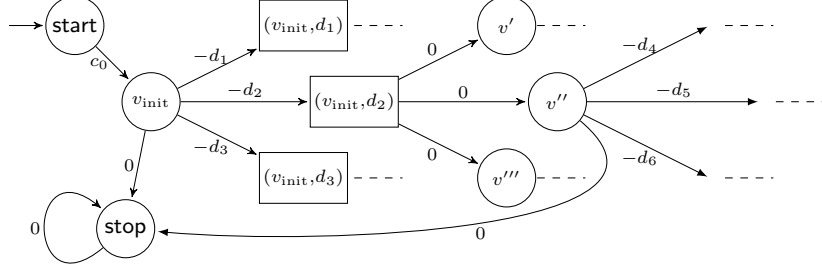 start
(v_init, d_1)
v′
0
−d_4
c_0
−d_1
v_init
−d_2
(v_init, d_2)
0
v″
−d_5
−d_3
0
−d_6
0
(v_init, d_3)
v‴
0
stop
0